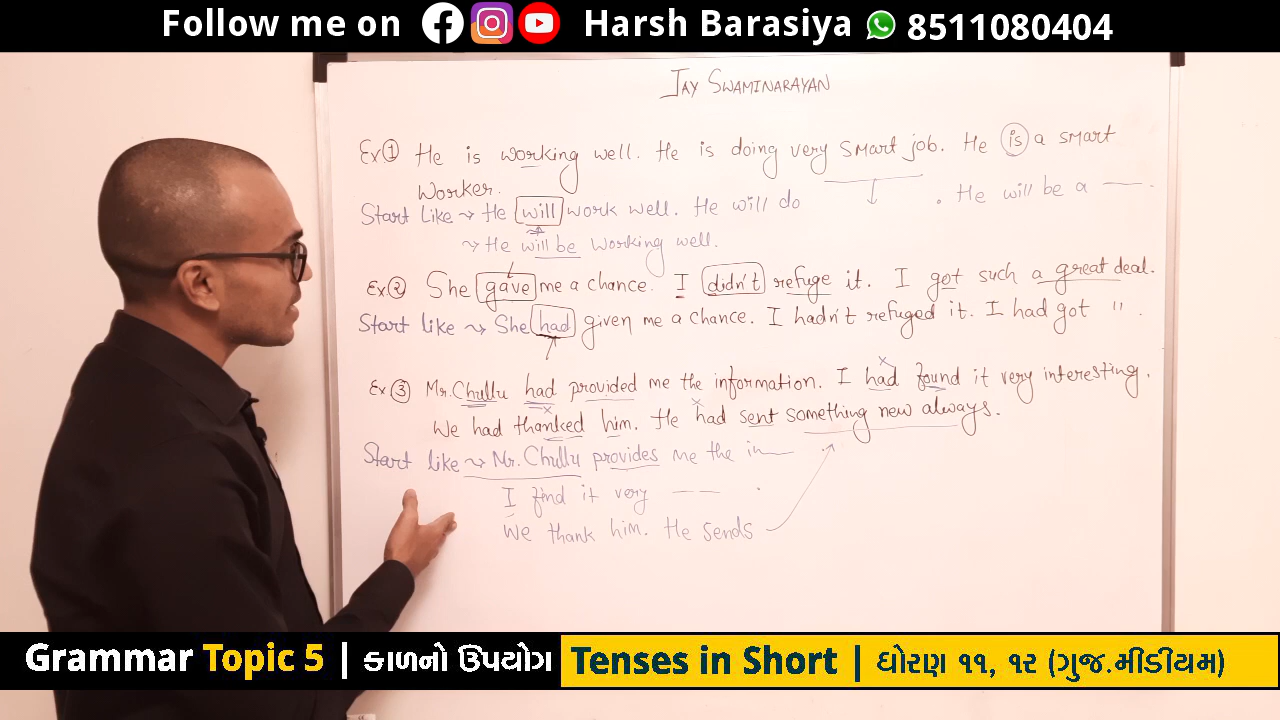 Follow me on Harsh Barasiya 8511080404
JAY SWAMINARAYAN
Ex① He is working well. He is doing very smart job. He is a smart
Worker.
Start Like → He will work well. He will do . He will be a —.
→ He will be working well.
Ex② She gave me a chance. I didn't refuge it. I got such a great deal.
Start like → She had given me a chance. I hadn't refuged it. I had got " .
Ex③ Mr. Chullu had provided me the information. I had found it very interesting.
We had thanked him. He had sent something new always.
Start like → Mr. Chullu provides me the in—
I find it very — .
We thank him. He sends
Grammar Topic 5 | કાળનો ઉપયોગ Tenses in Short | ધોરણ ૧૧, ૧૨ (ગુજ.મીડીયમ)